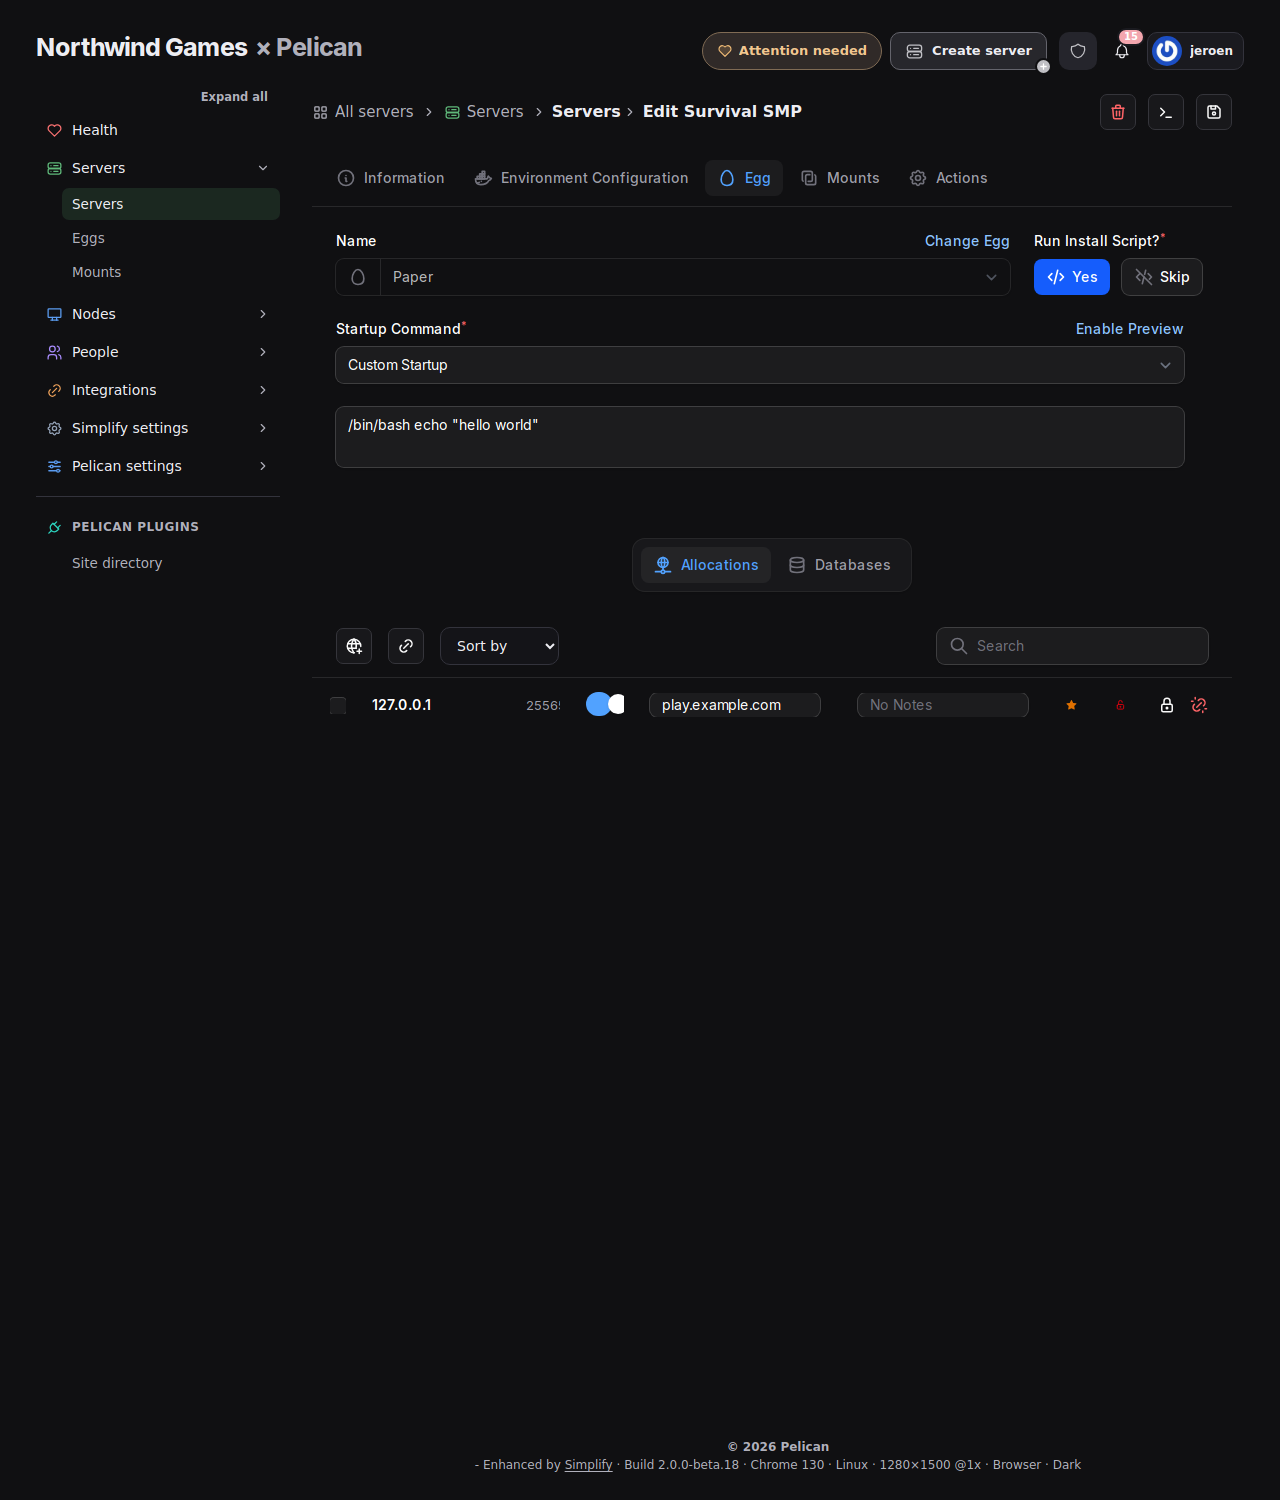 Northwind Games × Pelican
Attention needed
Create server
15
jeroen
Expand all
Health
Servers
Servers
Eggs
Mounts
Nodes
People
Integrations
Simplify settings
Pelican settings
PELICAN PLUGINS
Site directory
All servers › Servers › Servers › Edit Survival SMP
Information
Environment Configuration
Egg
Mounts
Actions
Name
Change Egg
Run Install Script?*
Paper
Yes
Skip
Startup Command*
Enable Preview
Custom Startup
/bin/bash echo "hello world"
Allocations
Databases
Sort by
Search
127.0.0.1
play.example.com
No Notes
© 2026 Pelican
- Enhanced by Simplify · Build 2.0.0-beta.18 · Chrome 130 · Linux · 1280×1500 @1x · Browser · Dark